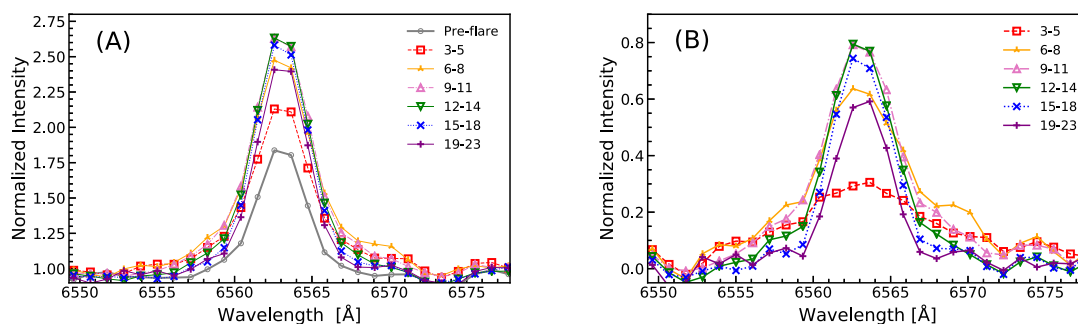 (A)
Normalized Intensity
2.75
2.50
2.25
2.00
1.75
1.50
1.25
1.00
6550 6555 6560 6565 6570 6575
Wavelength [Å]
Pre-flare
3-5
6-8
9-11
12-14
15-18
19-23
(B)
Normalized Intensity
0.8
0.6
0.4
0.2
0.0
6550 6555 6560 6565 6570 6575
Wavelength [Å]
3-5
6-8
9-11
12-14
15-18
19-23